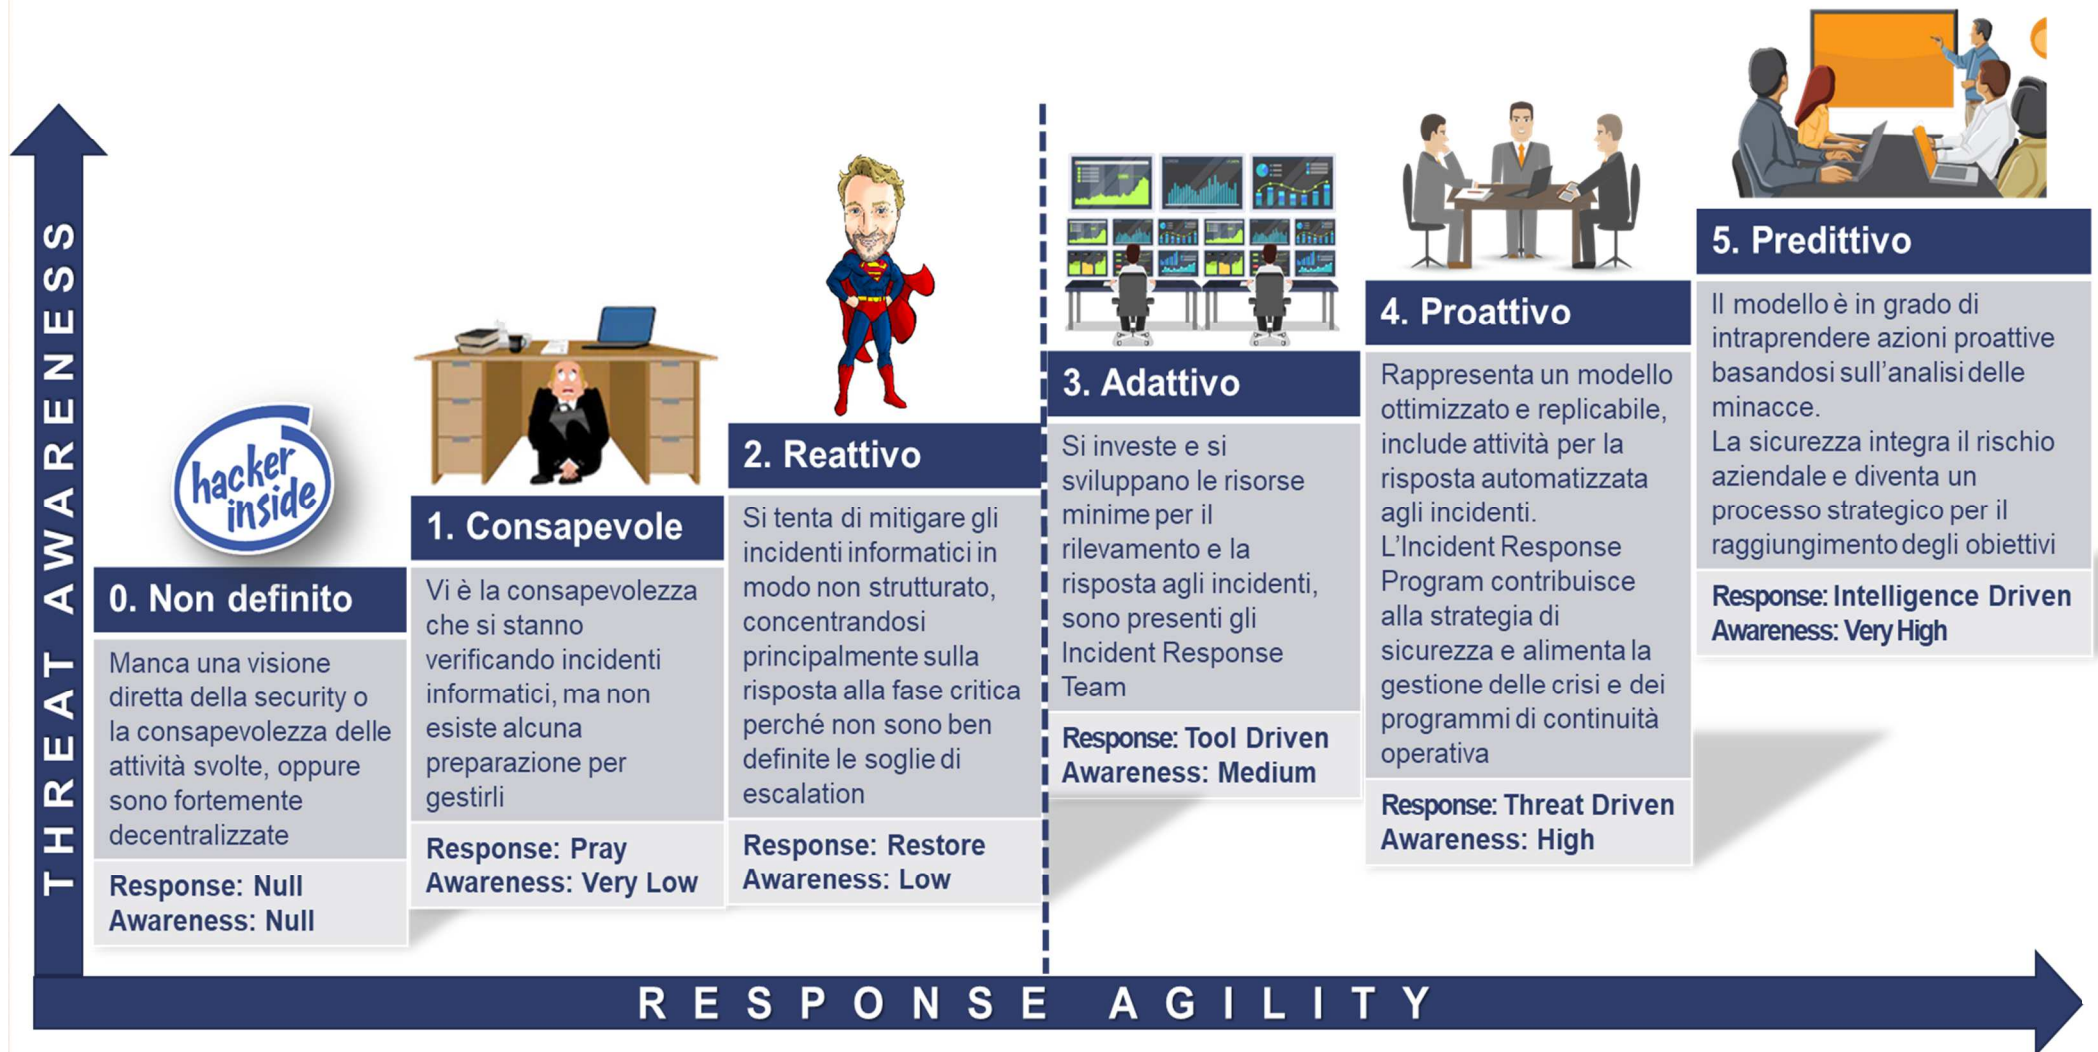 THREAT AWARENESS
hacker
inside
0. Non definito
Manca una visione
diretta della security o
la consapevolezza delle
attività svolte, oppure
sono fortemente
decentralizzate
Response: Null
Awareness: Null
1. Consapevole
Vi è la consapevolezza
che si stanno
verificando incidenti
informatici, ma non
esiste alcuna
preparazione per
gestirli
Response: Pray
Awareness: Very Low
2. Reattivo
Si tenta di mitigare gli
incidenti informatici in
modo non strutturato,
concentrandosi
principalmente sulla
risposta alla fase critica
perché non sono ben
definite le soglie di
escalation
Response: Restore
Awareness: Low
3. Adattivo
Si investe e si
sviluppano le risorse
minime per il
rilevamento e la
risposta agli incidenti,
sono presenti gli
Incident Response
Team
Response: Tool Driven
Awareness: Medium
4. Proattivo
Rappresenta un modello
ottimizzato e replicabile,
include attività per la
risposta automatizzata
agli incidenti.
L'Incident Response
Program contribuisce
alla strategia di
sicurezza e alimenta la
gestione delle crisi e dei
programmi di continuità
operativa
Response: Threat Driven
Awareness: High
5. Predittivo
Il modello è in grado di
intraprendere azioni proattive
basandosi sull'analisi delle
minacce.
La sicurezza integra il rischio
aziendale e diventa un
processo strategico per il
raggiungimento degli obiettivi
Response: Intelligence Driven
Awareness: Very High
RESPONSE AGILITY